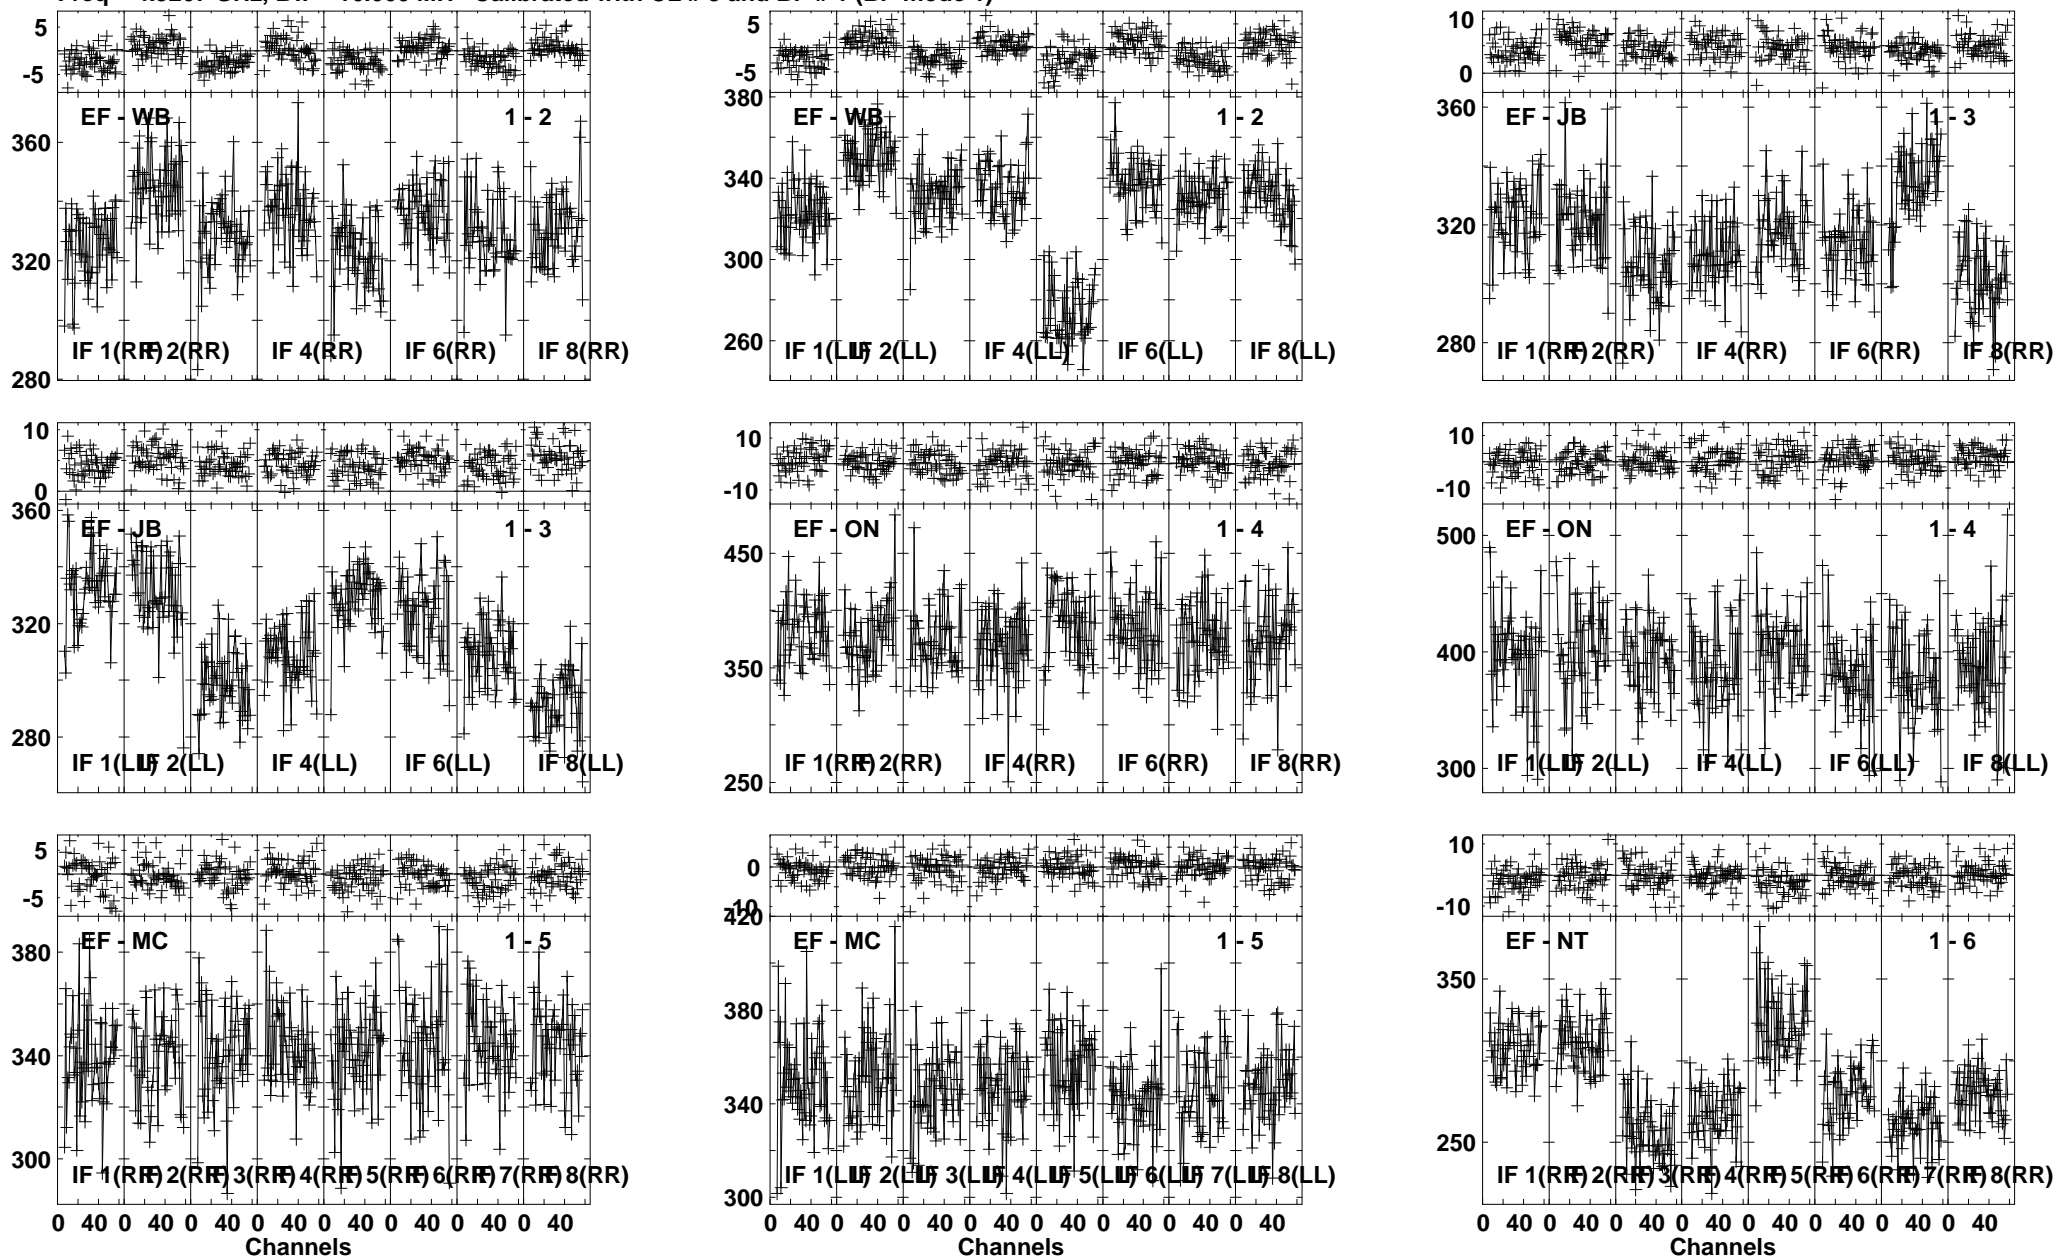 5
-5
EF - WB 1 - 2
360
320
280
IF 1(RR) IF 2(RR) IF 4(RR) IF 6(RR) IF 8(RR)
5
-5
380
EF - WB 1 - 2
340
300
260
IF 1(LL) IF 2(LL) IF 4(LL) IF 6(LL) IF 8(LL)
10
0
360
EF - JB 1 - 3
320
280
IF 1(RR) IF 2(RR) IF 4(RR) IF 6(RR) IF 8(RR)
10
0
360
EF - JB 1 - 3
320
280
IF 1(LL) IF 2(LL) IF 4(LL) IF 6(LL) IF 8(LL)
10
-10
EF - ON 1 - 4
450
350
250
IF 1(RR) IF 2(RR) IF 4(RR) IF 6(RR) IF 8(RR)
10
-10
500
EF - ON 1 - 4
400
300
IF 1(LL) IF 2(LL) IF 4(LL) IF 6(LL) IF 8(LL)
5
-5
EF - MC 1 - 5
380
340
300
IF 1(RR) IF 2(RR) IF 3(RR) IF 4(RR) IF 5(RR) IF 6(RR) IF 7(RR) IF 8(RR)
0 40 0 40 0 40 0 40 0 40 0 40 0 40 0 40
Channels
0
-10
420
EF - MC 1 - 5
380
340
300
IF 1(LL) IF 2(LL) IF 3(LL) IF 4(LL) IF 5(LL) IF 6(LL) IF 7(LL) IF 8(LL)
0 40 0 40 0 40 0 40 0 40 0 40 0 40 0 40
Channels
10
-10
EF - NT 1 - 6
350
250
IF 1(RR) IF 2(RR) IF 3(RR) IF 4(RR) IF 5(RR) IF 6(RR) IF 7(RR) IF 8(RR)
0 40 0 40 0 40 0 40 0 40 0 40 0 40 0 40
Channels